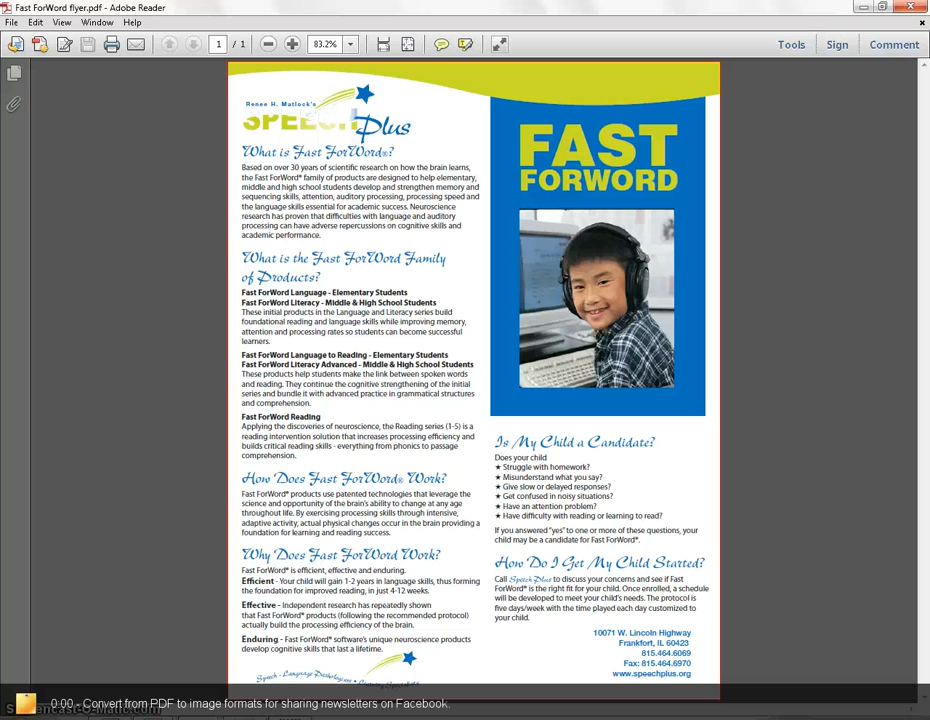 Fast ForWord flyer.pdf - Adobe Reader
File Edit View Window Help
1 / 1 83.2% Tools Sign Comment
Renee H. Matlock's
SPEECH Plus
What is Fast ForWord®?
Based on over 30 years of scientific research on how the brain learns,
the Fast ForWord® family of products are designed to help elementary,
middle and high school students develop and strengthen memory and
sequencing skills, attention, auditory processing, processing speed and
the language skills essential for academic success. Neuroscience
research has proven that difficulties with language and auditory
processing can have adverse repercussions on cognitive skills and
academic performance.
What is the Fast ForWord Family
of Products?
Fast ForWord Language - Elementary Students
Fast ForWord Literacy - Middle & High School Students
These initial products in the Language and Literacy series build
foundational reading and language skills while improving memory,
attention and processing rates so students can become successful
learners.
Fast ForWord Language to Reading - Elementary Students
Fast ForWord Literacy Advanced - Middle & High School Students
These products help students make the link between spoken words
and reading. They continue the cognitive strengthening of the initial
series and bundle it with advanced practice in grammatical structures
and comprehension.
Fast ForWord Reading
Applying the discoveries of neuroscience, the Reading series (1-5) is a
reading intervention solution that increases processing efficiency and
builds critical reading skills - everything from phonics to passage
comprehension.
How Does Fast ForWord® Work?
Fast ForWord® products use patented technologies that leverage the
science and opportunity of the brain's ability to change at any age
throughout life. By exercising processing skills through intensive,
adaptive activity, actual physical changes occur in the brain providing a
foundation for learning and reading success.
Why Does Fast ForWord Work?
Fast ForWord® is efficient, effective and enduring.
Efficient - Your child will gain 1-2 years in language skills, thus forming
the foundation for improved reading, in just 4-12 weeks.
Effective - Independent research has repeatedly shown
that Fast ForWord® products (following the recommended protocol)
actually build the processing efficiency of the brain.
Enduring - Fast ForWord® software's unique neuroscience products
develop cognitive skills that last a lifetime.
Speech - Language Pathologists • Learning Specialists
FAST
FORWORD
Is My Child a Candidate?
Does your child
★ Struggle with homework?
★ Misunderstand what you say?
★ Give slow or delayed responses?
★ Get confused in noisy situations?
★ Have an attention problem?
★ Have difficulty with reading or learning to read?
If you answered "yes" to one or more of these questions, your
child may be a candidate for Fast ForWord®.
How Do I Get My Child Started?
Call Speech Plus to discuss your concerns and see if Fast
ForWord® is the right fit for your child. Once enrolled, a schedule
will be developed to meet your child's needs. The protocol is
five days/week with the time played each day customized to
your child.
10071 W. Lincoln Highway
Frankfort, IL 60423
815.464.6069
Fax: 815.464.6970
www.speechplus.org
0:00 - Convert from PDF to image formats for sharing newsletters on Facebook.